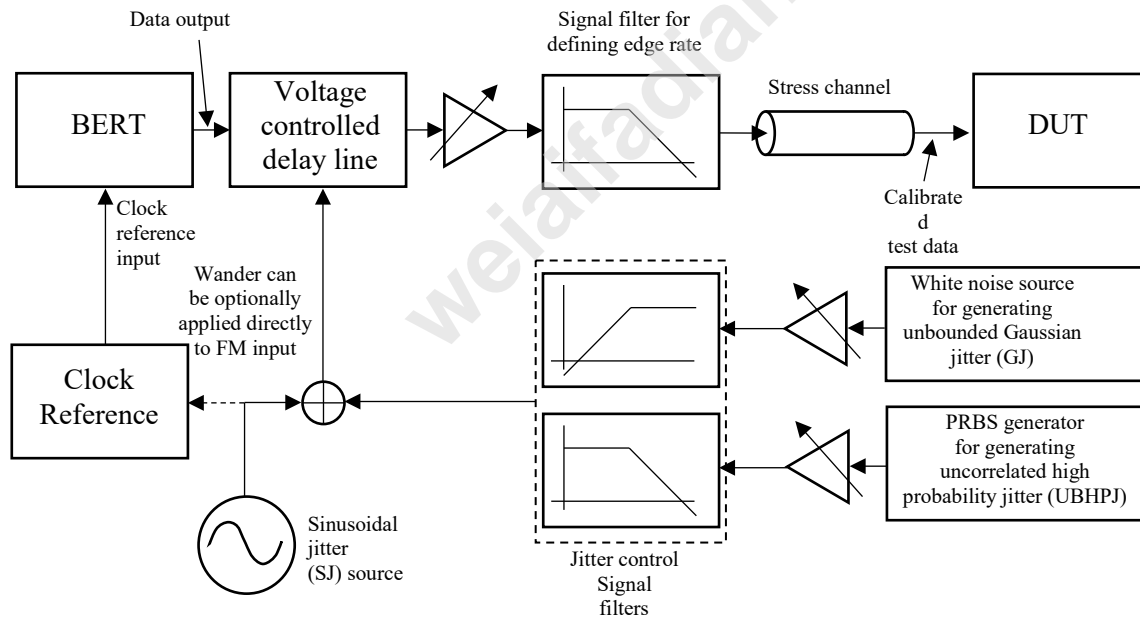 Data output
BERT
Voltage
controlled
delay line
Signal filter for
defining edge rate
Stress channel
DUT
Calibrate
d
test data
Clock
reference
input
Wander can
be optionally
applied directly
to FM input
Clock
Reference
Sinusoidal
jitter
(SJ) source
White noise source
for generating
unbounded Gaussian
jitter (GJ)
PRBS generator
for generating
uncorrelated high
probability jitter (UBHPJ)
Jitter control
Signal
filters
weiaifadian